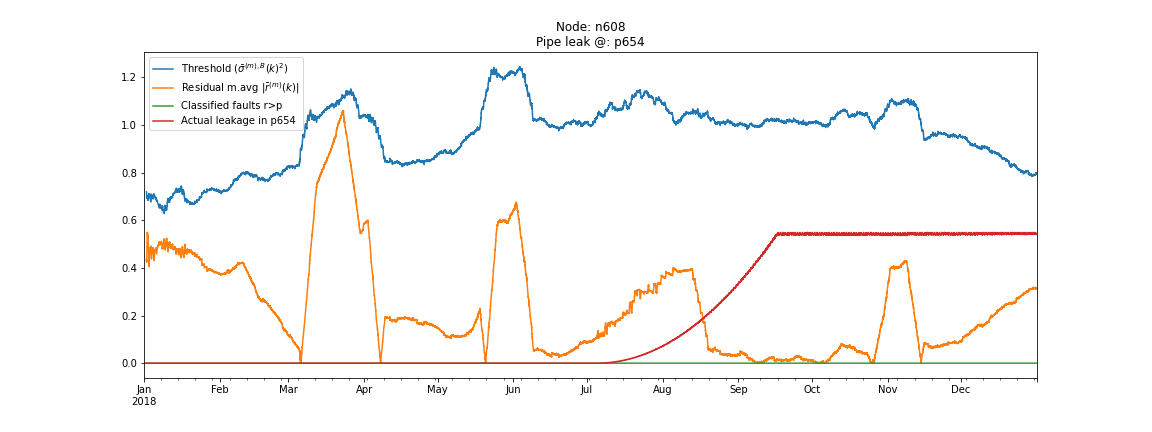 Node: n608
Pipe leak @: p654
Threshold (σ̄⁽ᵐ⁾,ᴮ(k)²)
Residual m.avg |r̄⁽ᵐ⁾(k)|
Classified faults r>p
Actual leakage in p654
1.2
1.0
0.8
0.6
0.4
0.2
0.0
Jan Feb Mar Apr May Jun Jul Aug Sep Oct Nov Dec
2018